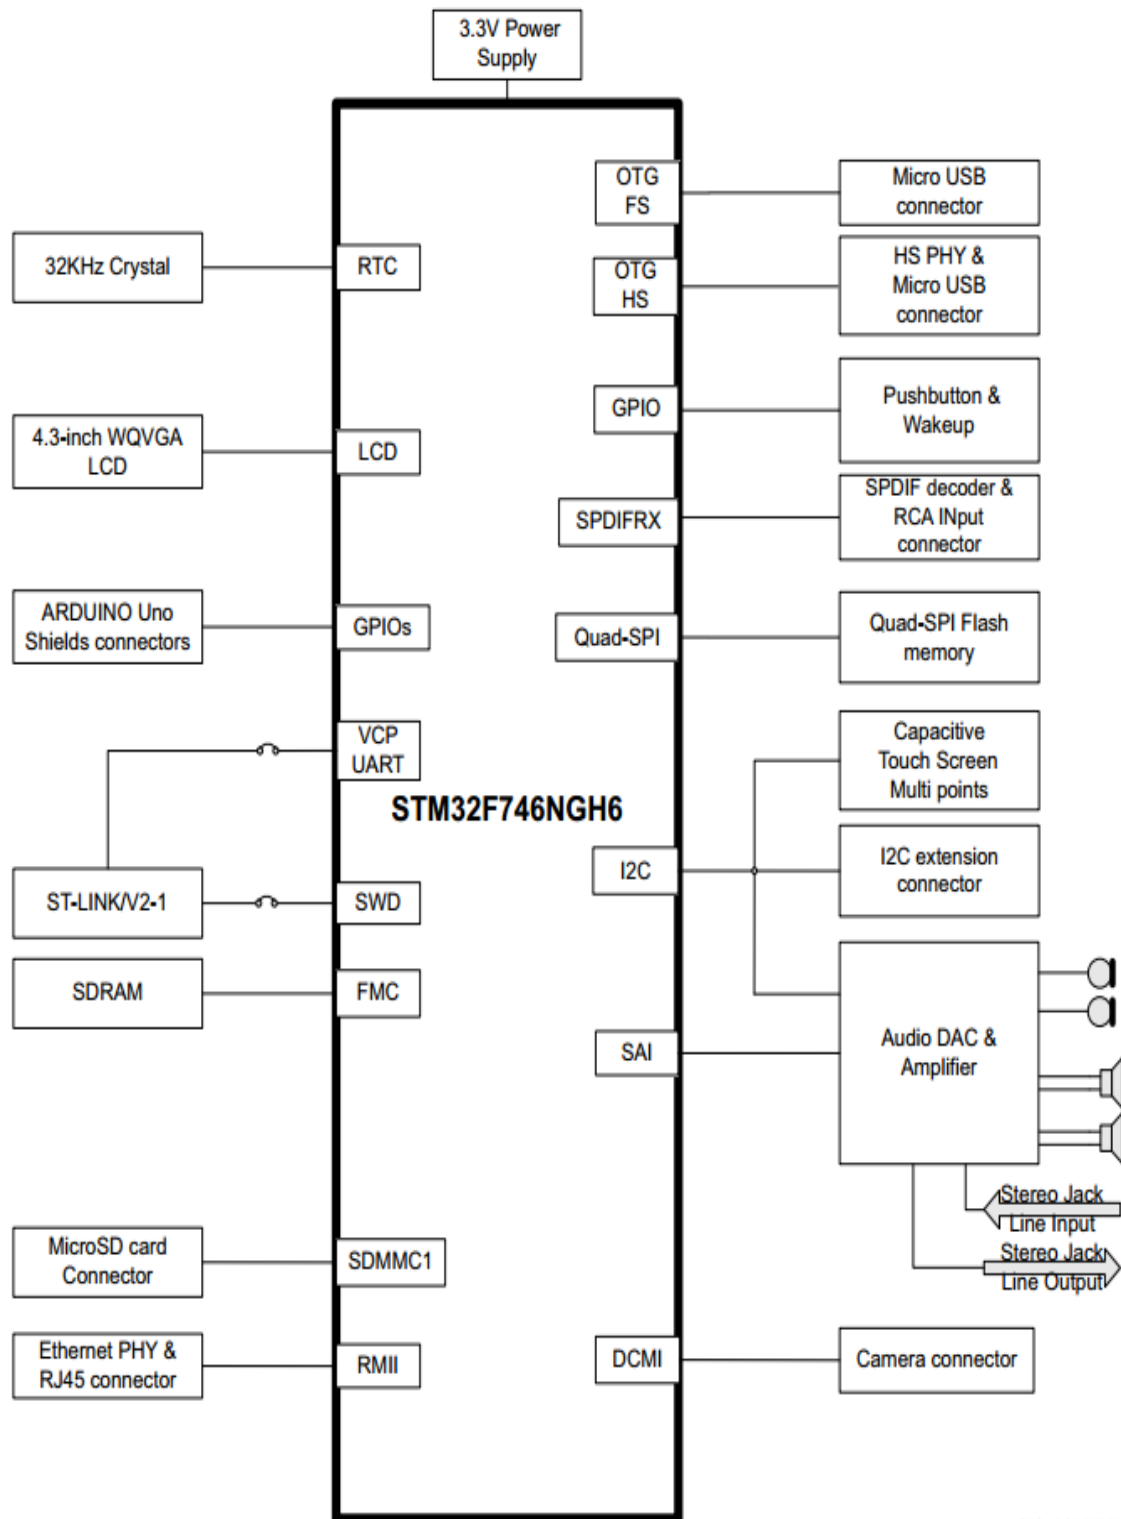 3.3V Power
Supply
OTG
FS
Micro USB
connector
32KHz Crystal
RTC
OTG
HS
HS PHY &
Micro USB
connector
4.3-inch WQVGA
LCD
LCD
GPIO
Pushbutton &
Wakeup
SPDIFRX
SPDIF decoder &
RCA INput
connector
ARDUINO Uno
Shields connectors
GPIOs
Quad-SPI
Quad-SPI Flash
memory
VCP
UART
Capacitive
Touch Screen
Multi points
STM32F746NGH6
I2C
I2C extension
connector
ST-LINK/V2-1
SWD
SDRAM
FMC
SAI
Audio DAC &
Amplifier
Stereo Jack
Line Input
Stereo Jack
Line Output
MicroSD card
Connector
SDMMC1
Ethernet PHY &
RJ45 connector
RMII
DCMI
Camera connector